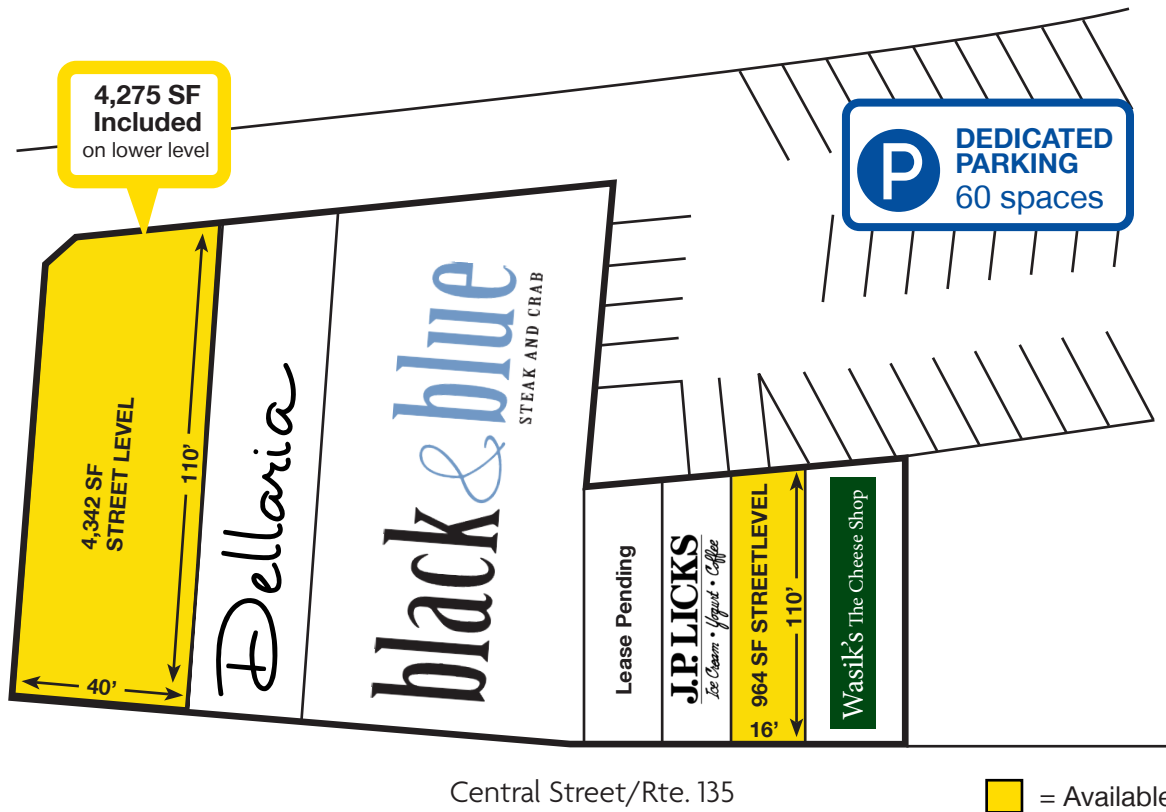 4,275 SF
Included
on lower level
P
DEDICATED
PARKING
60 spaces
4,342 SF
STREET LEVEL
110’
40’
Dellaria
black & blue
STEAK AND CRAB
Lease Pending
J.P. LICKS
Ice Cream • Yogurt • Coffee
964 SF STREETLEVEL
110’
16’
Wasik's The Cheese Shop
Central Street/Rte. 135
= Available